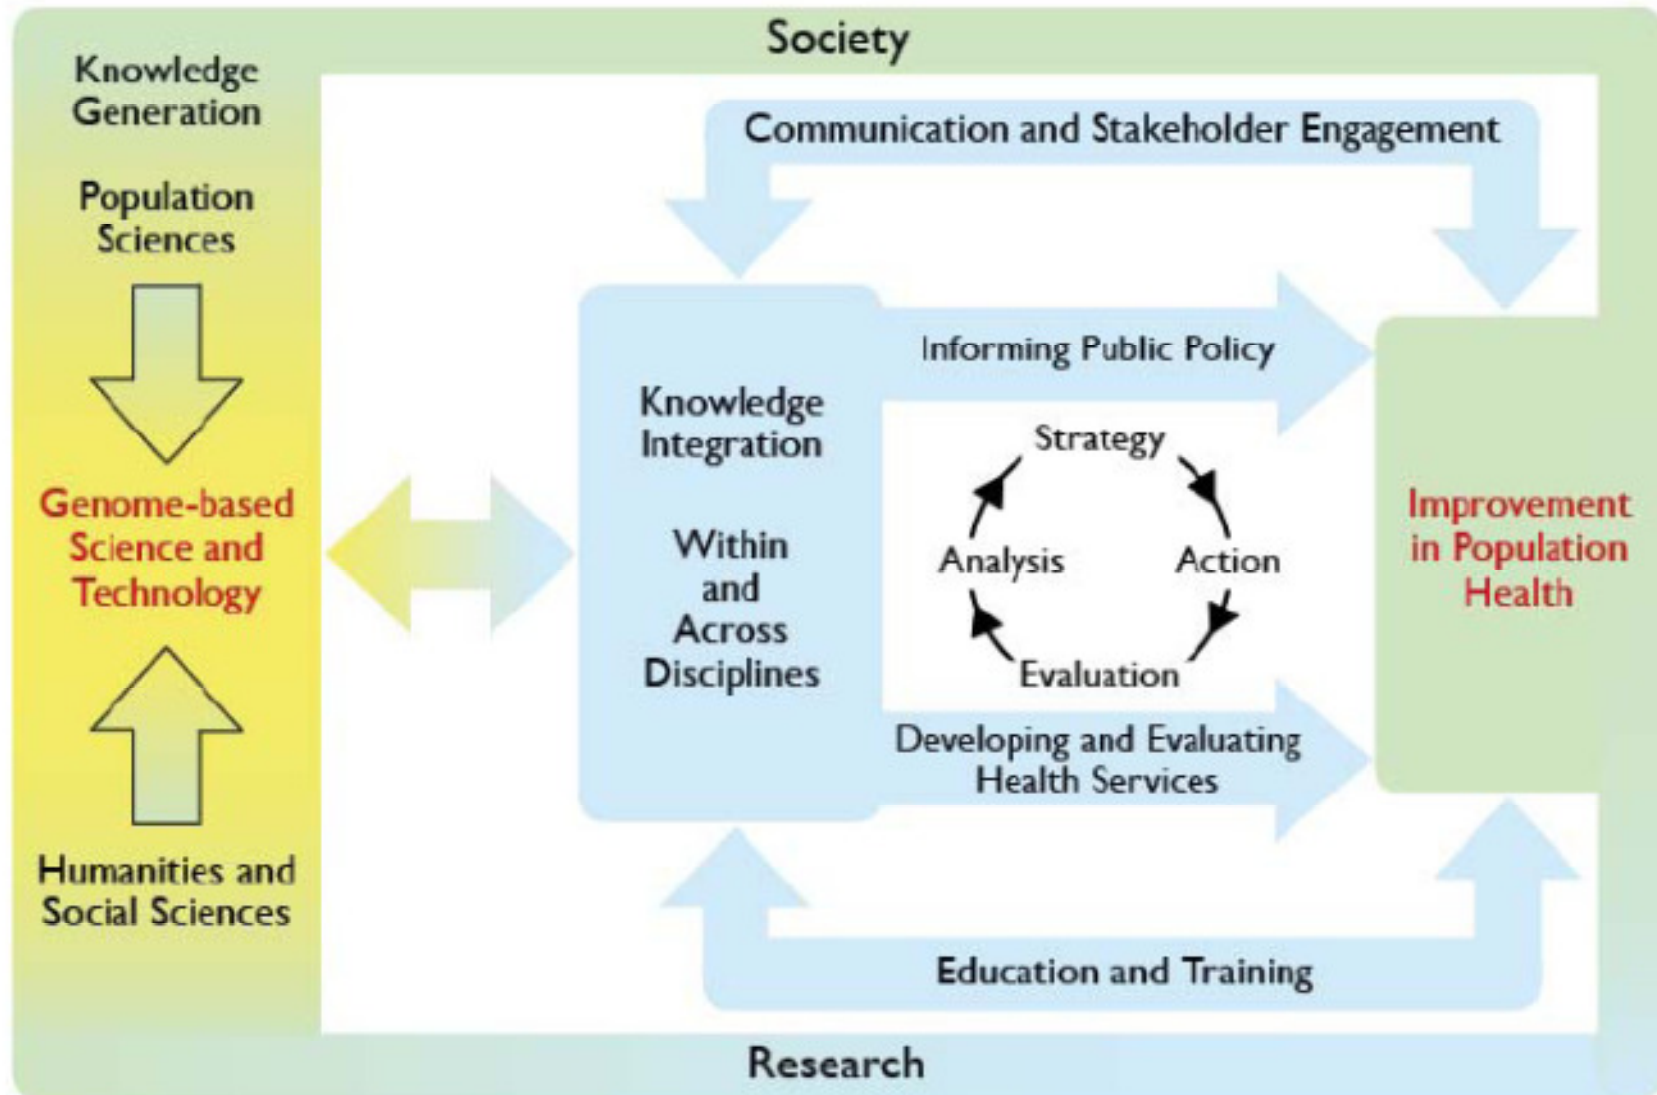 Society
Knowledge
Generation
Population
Sciences
Genome-based
Science and
Technology
Humanities and
Social Sciences
Communication and Stakeholder Engagement
Knowledge
Integration
Within
and
Across
Disciplines
Informing Public Policy
Strategy
Analysis
Action
Evaluation
Developing and Evaluating
Health Services
Improvement
in Population
Health
Education and Training
Research